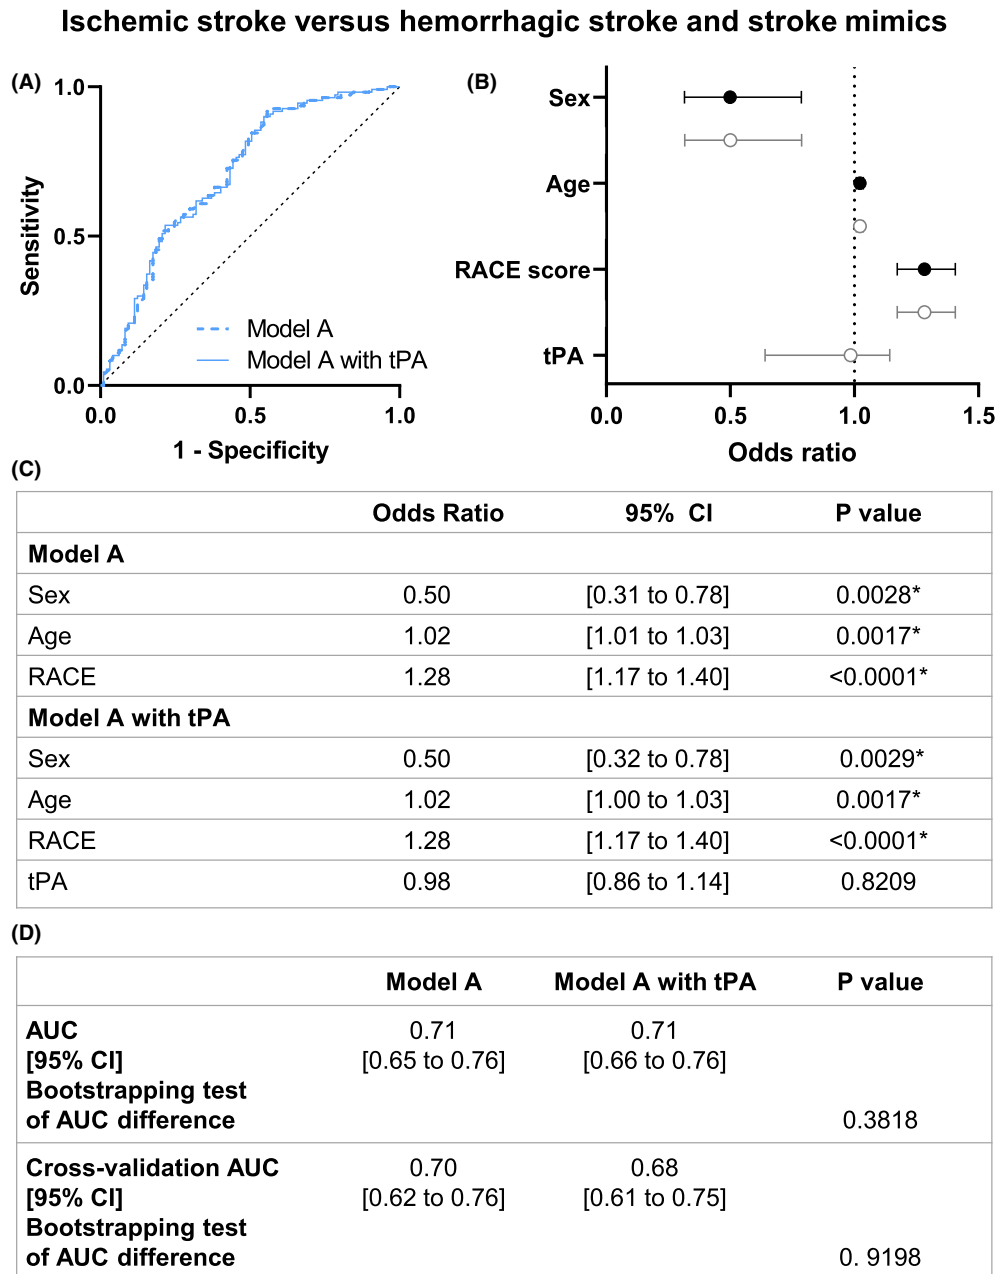 Ischemic stroke versus hemorrhagic stroke and stroke mimics
(A)
1.0
0.5
0.0
Sensitivity
Model A
Model A with tPA
0.0 0.5 1.0
1 - Specificity
(B)
Sex
Age
RACE score
tPA
0.0 0.5 1.0 1.5
Odds ratio
(C)
Odds Ratio 95% CI P value
Model A
Sex 0.50 [0.31 to 0.78] 0.0028*
Age 1.02 [1.01 to 1.03] 0.0017*
RACE 1.28 [1.17 to 1.40] <0.0001*
Model A with tPA
Sex 0.50 [0.32 to 0.78] 0.0029*
Age 1.02 [1.00 to 1.03] 0.0017*
RACE 1.28 [1.17 to 1.40] <0.0001*
tPA 0.98 [0.86 to 1.14] 0.8209
(D)
Model A Model A with tPA P value
AUC 0.71 0.71
[95% CI] [0.65 to 0.76] [0.66 to 0.76]
Bootstrapping test
of AUC difference 0.3818
Cross-validation AUC 0.70 0.68
[95% CI] [0.62 to 0.76] [0.61 to 0.75]
Bootstrapping test
of AUC difference 0. 9198